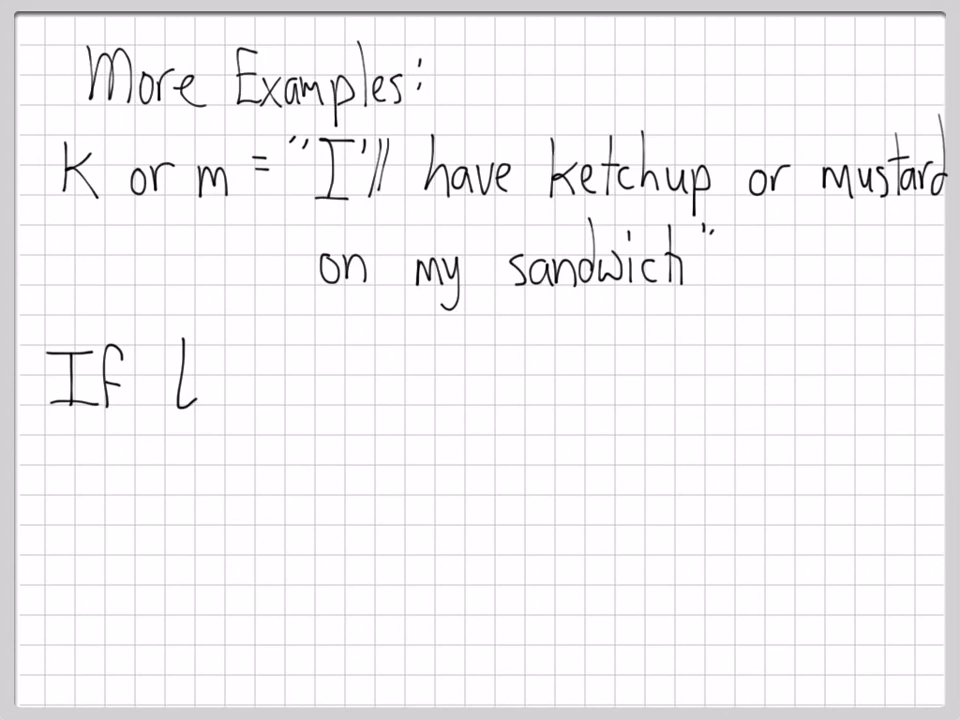 More Examples:
K or m = "I'll have ketchup or mustard
on my sandwich"
If l